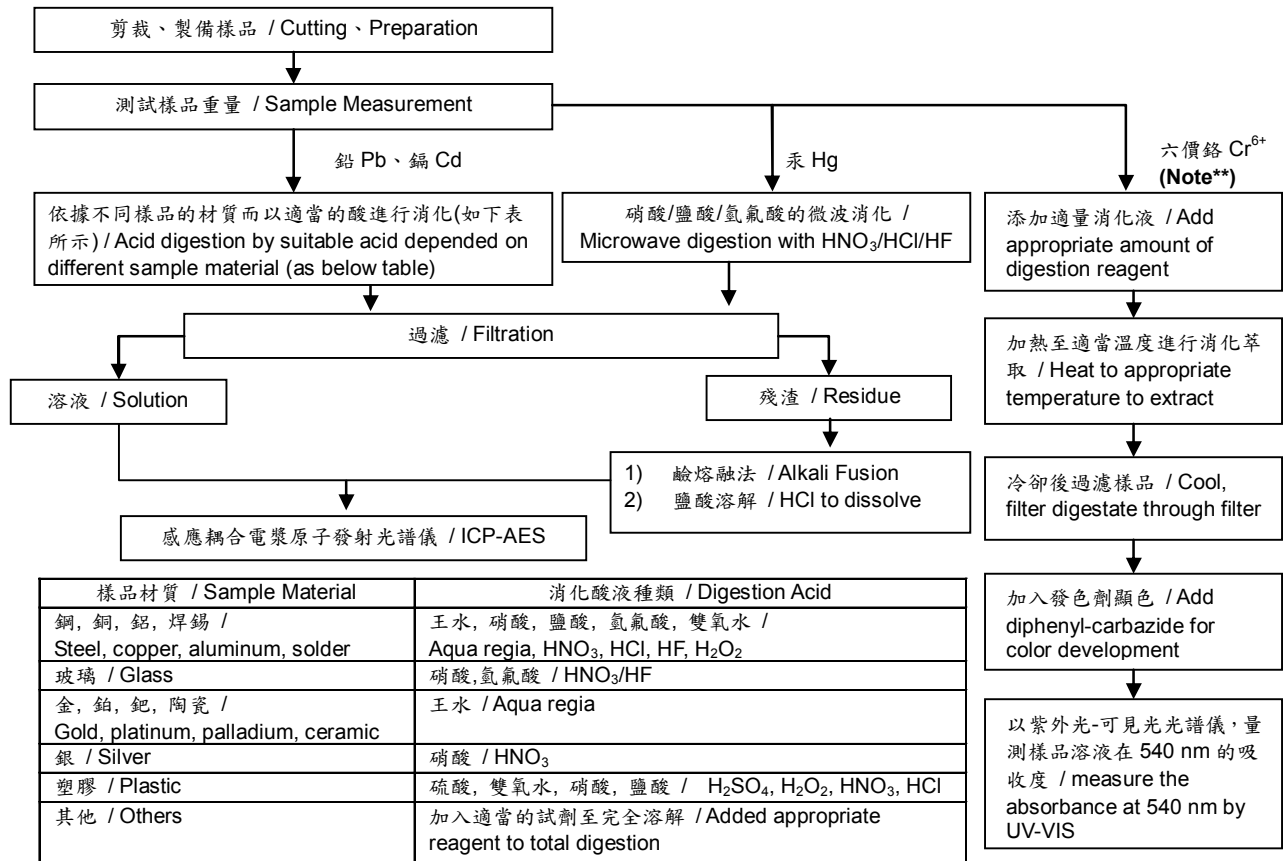 剪裁、製備樣品 / Cutting、Preparation
測試樣品重量 / Sample Measurement
鉛 Pb、鎘 Cd
汞 Hg
六價鉻 Cr⁶⁺
(Note**)
依據不同樣品的材質而以適當的酸進行消化(如下表
所示) / Acid digestion by suitable acid depended on
different sample material (as below table)
硝酸/鹽酸/氫氟酸的微波消化 /
Microwave digestion with HNO₃/HCl/HF
添加適量消化液 / Add
appropriate amount of
digestion reagent
過濾 / Filtration
加熱至適當溫度進行消化萃
取 / Heat to appropriate
temperature to extract
溶液 / Solution
殘渣 / Residue
1) 鹼熔融法 / Alkali Fusion
2) 鹽酸溶解 / HCl to dissolve
冷卻後過濾樣品 / Cool,
filter digestate through filter
感應耦合電漿原子發射光譜儀 / ICP-AES
加入發色劑顯色 / Add
diphenyl-carbazide for
color development
以紫外光-可見光光譜儀，量
測樣品溶液在 540 nm 的吸
收度 / measure the
absorbance at 540 nm by
UV-VIS
樣品材質 / Sample Material
消化酸液種類 / Digestion Acid
鋼, 銅, 鋁, 焊錫 /
Steel, copper, aluminum, solder
王水, 硝酸, 鹽酸, 氫氟酸, 雙氧水 /
Aqua regia, HNO₃, HCl, HF, H₂O₂
玻璃 / Glass
硝酸,氫氟酸 / HNO₃/HF
金, 鉑, 鈀, 陶瓷 /
Gold, platinum, palladium, ceramic
王水 / Aqua regia
銀 / Silver
硝酸 / HNO₃
塑膠 / Plastic
硫酸, 雙氧水, 硝酸, 鹽酸 / H₂SO₄, H₂O₂, HNO₃, HCl
其他 / Others
加入適當的試劑至完全溶解 / Added appropriate
reagent to total digestion